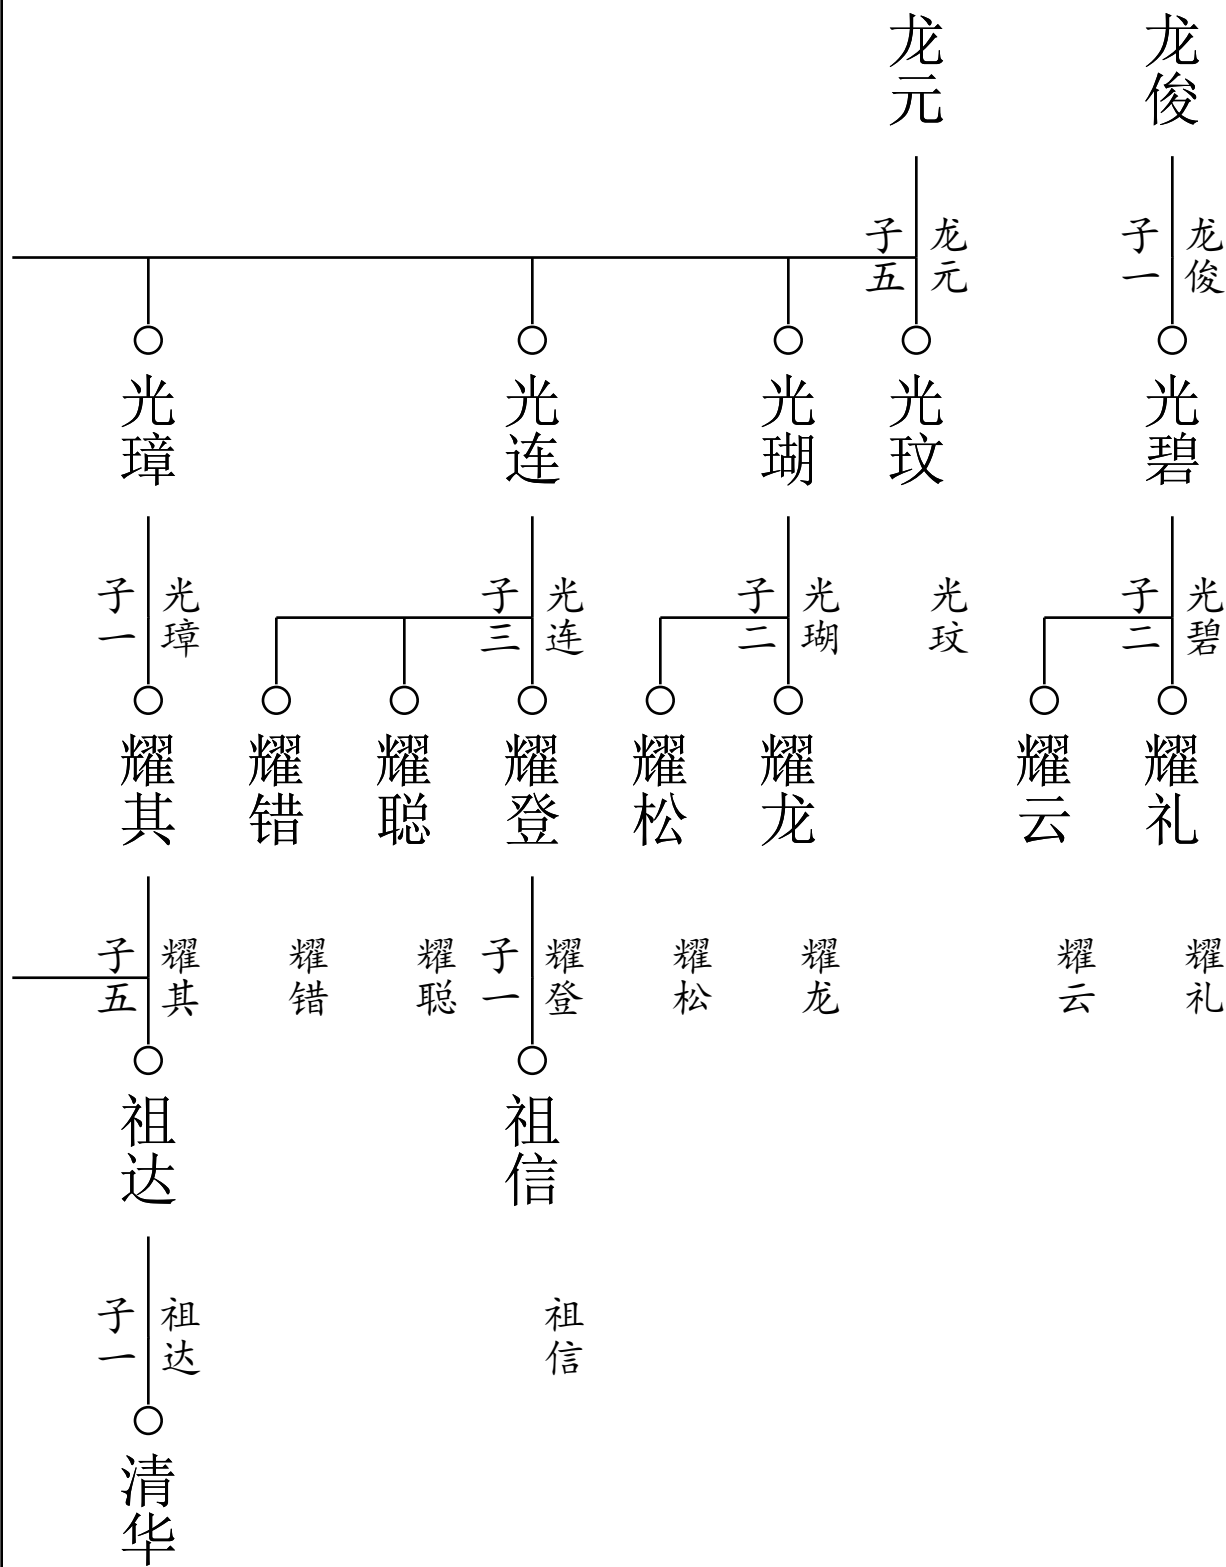 龙俊
龙元
龙俊
子一
龙元
子五
光碧
光玟
光瑚
光连
光璋
光碧
子二
光玟
光瑚
子二
光连
子三
光璋
子一
耀礼
耀云
耀龙
耀松
耀登
耀聪
耀错
耀其
耀礼
耀云
耀龙
耀松
耀登
子一
耀聪
耀错
耀其
子五
祖信
祖达
祖信
祖达
子一
清华